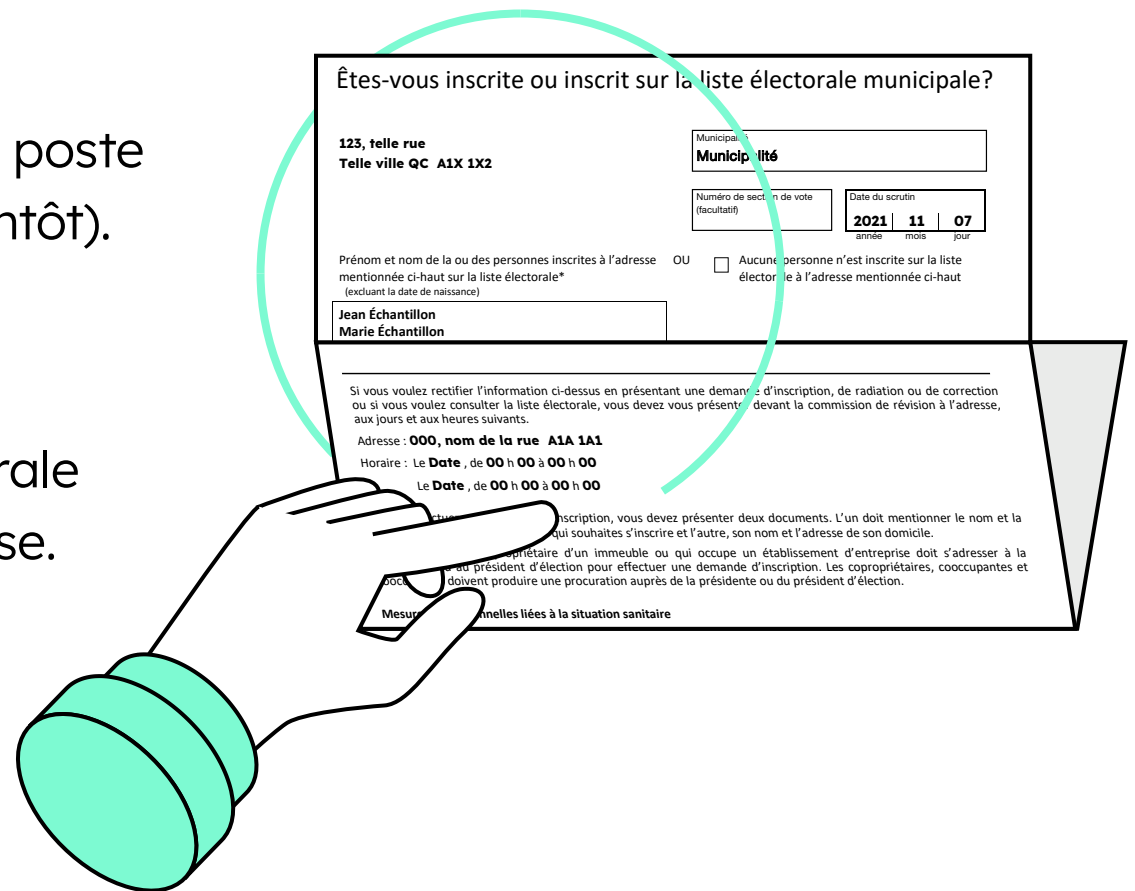 poste
ntôt).
rale
se.
Êtes-vous inscrite ou inscrit sur la liste électorale municipale?
123, telle rue
Telle ville QC A1X 1X2
Municipalité
Municipalité
Numéro de section de vote
(facultatif)
Date du scrutin
2021 11 07
année mois jour
Prénom et nom de la ou des personnes inscrites à l'adresse
mentionnée ci-haut sur la liste électorale*
(excluant la date de naissance)
OU
Aucune personne n'est inscrite sur la liste
électorale à l'adresse mentionnée ci-haut
Jean Échantillon
Marie Échantillon
Si vous voulez rectifier l'information ci-dessus en présentant une demande d'inscription, de radiation ou de correction
ou si vous voulez consulter la liste électorale, vous devez vous présenter devant la commission de révision à l'adresse,
aux jours et aux heures suivants.
Adresse : 000, nom de la rue A1A 1A1
Horaire : Le Date , de 00 h 00 à 00 h 00
Le Date , de 00 h 00 à 00 h 00
nscription, vous devez présenter deux documents. L'un doit mentionner le nom et la
qui souhaites s'inscrire et l'autre, son nom et l'adresse de son domicile.
priétaire d'un immeuble ou qui occupe un établissement d'entreprise doit s'adresser à la
au président d'élection pour effectuer une demande d'inscription. Les copropriétaires, cooccupantes et
doivent produire une procuration auprès de la présidente ou du président d'élection.
Mesur nnelles liées à la situation sanitaire